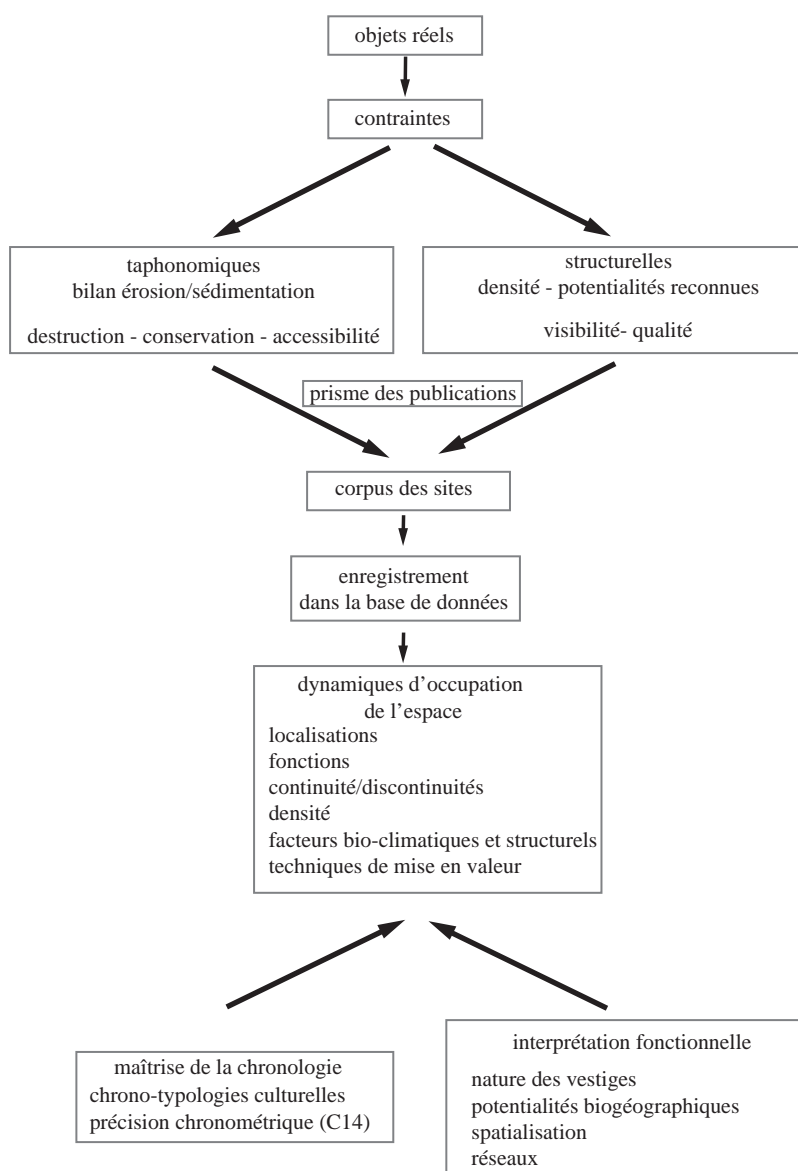 objets réels
contraintes
taphonomiques
bilan érosion/sédimentation
destruction - conservation - accessibilité
structurelles
densité - potentialités reconnues
visibilité- qualité
prisme des publications
corpus des sites
enregistrement
dans la base de données
dynamiques d’occupation
de l’espace
localisations
fonctions
continuité/discontinuités
densité
facteurs bio-climatiques et structurels
techniques de mise en valeur
maîtrise de la chronologie
chrono-typologies culturelles
précision chronométrique (C14)
interprétation fonctionnelle
nature des vestiges
potentialités biogéographiques
spatialisation
réseaux